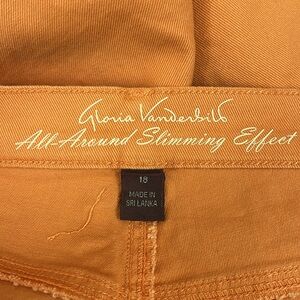 Gloria Vanderbilt
All-Around Slimming Effect
18
MADE IN
SRI LANKA